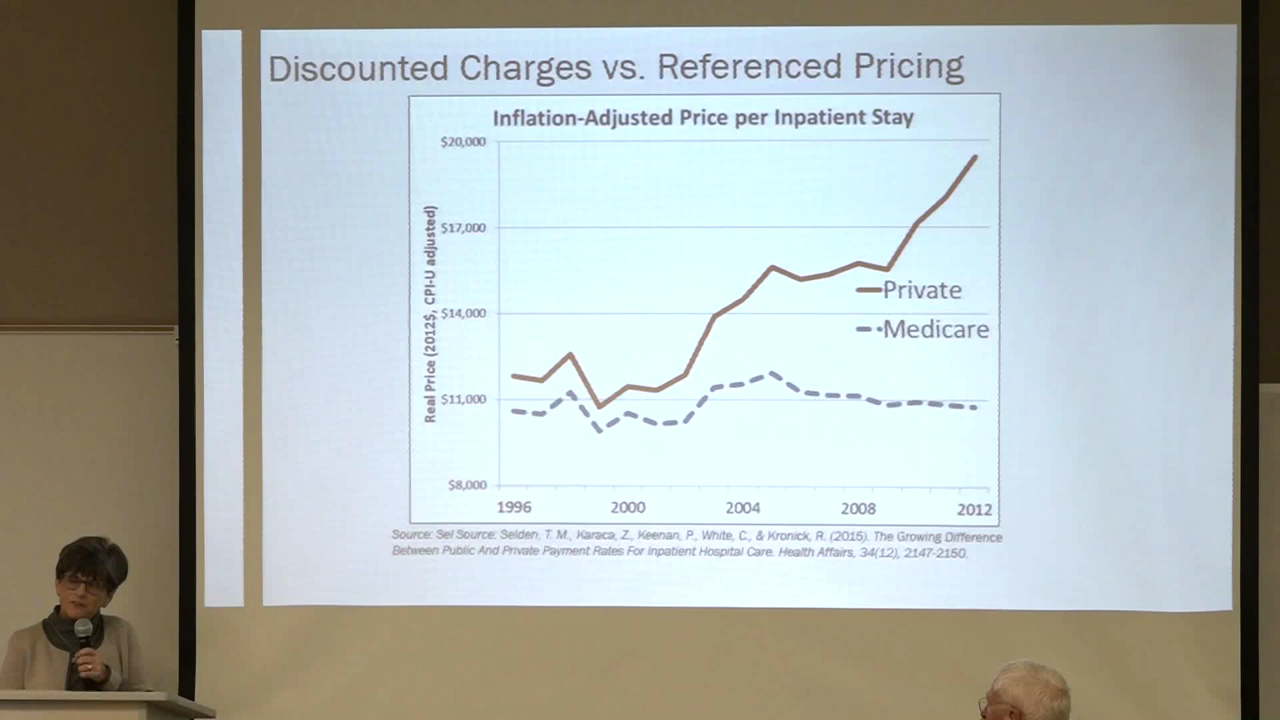 Discounted Charges vs. Referenced Pricing
Inflation-Adjusted Price per Inpatient Stay
Real Price (2012$, CPI-U adjusted)
$20,000
$17,000
$14,000
$11,000
$8,000
Private
Medicare
1996 2000 2004 2008 2012
Source: Sel Source: Selden, T. M., Karaca, Z., Keenan, P., White, C., & Kronick, R. (2015). The Growing Difference
Between Public And Private Payment Rates For Inpatient Hospital Care. Health Affairs, 34(12), 2147-2150.